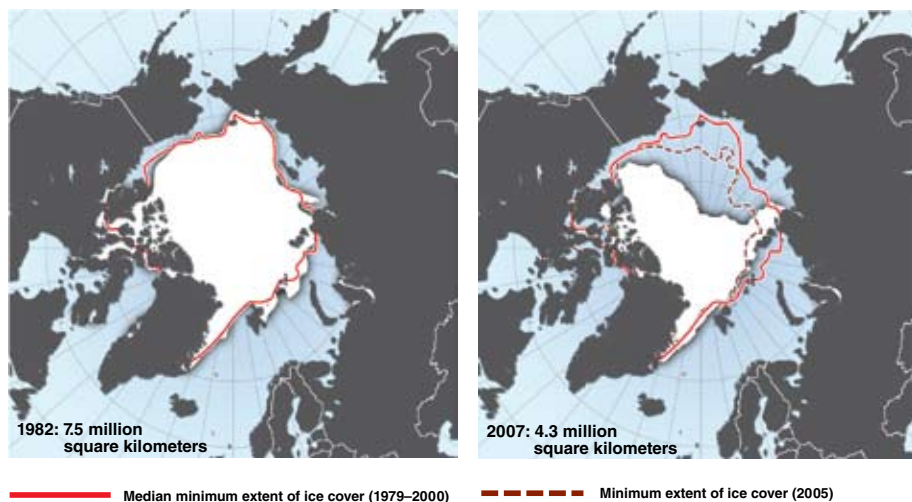 1982: 7.5 million
square kilometers
2007: 4.3 million
square kilometers
Median minimum extent of ice cover (1979–2000)
Minimum extent of ice cover (2005)